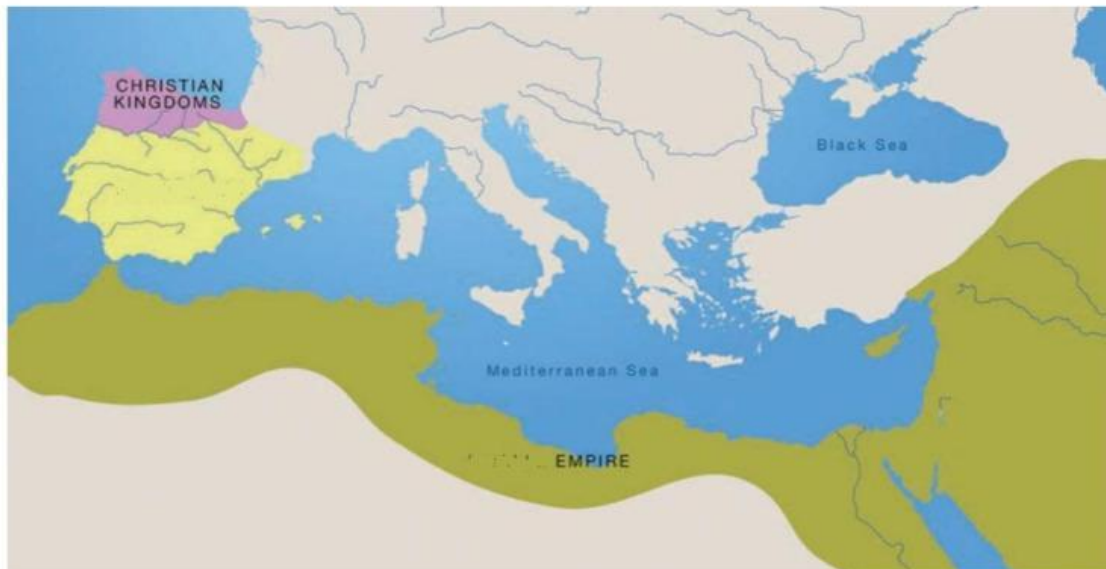 CHRISTIAN
KINGDOMS
Black Sea
Mediterranean Sea
EMPIRE